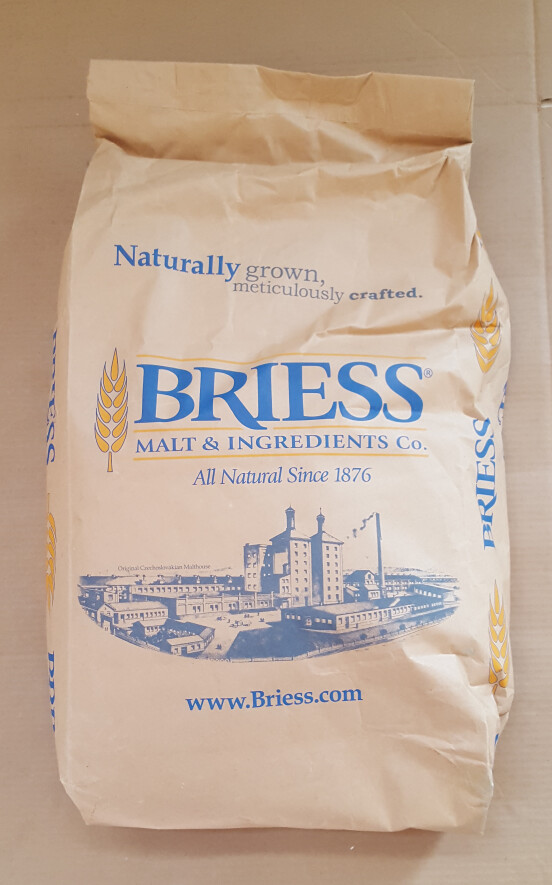 Naturally grown,
meticulously crafted.
BRIESS®
MALT & INGREDIENTS Co.
All Natural Since 1876
Original Czechoslovakian Malthouse
www.Briess.com
BRIESS
BRIESS